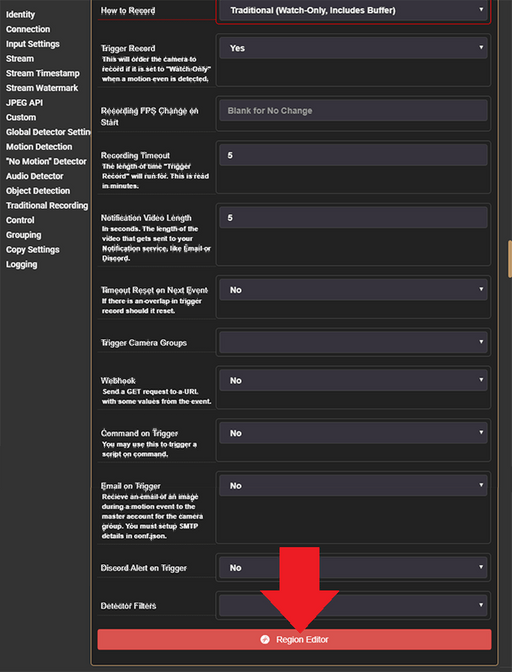 Identity
Connection
Input Settings
Stream
Stream Timestamp
Stream Watermark
JPEG API
Custom
Global Detector Settin
Motion Detection
"No Motion" Detector
Audio Detector
Object Detection
Traditional Recording
Control
Grouping
Copy Settings
Logging
How to Record
Traditional (Watch-Only, Includes Buffer)
Trigger Record
Yes
This will order the camera to
record if it is set to "Watch-Only"
when a motion even is detected.
Recording FPS Change on
Start
Blank for No Change
Recording Timeout
5
The length of time "Trigger
Record" will run for. This is read
in minutes.
Notification Video Length
5
In seconds. The length of the
video that gets sent to your
Notification service, like Email or
Discord.
Timeout Reset on Next Event
No
If there is an overlap in trigger
record should it reset.
Trigger Camera Groups
Webhook
No
Send a GET request to a URL
with some values from the event.
Command on Trigger
No
You may use this to trigger a
script on command.
Email on Trigger
No
Recieve an email of an image
during a motion event to the
master account for the camera
group. You must setup SMTP
details in conf.json.
Discord Alert on Trigger
No
Detector Filters
Region Editor